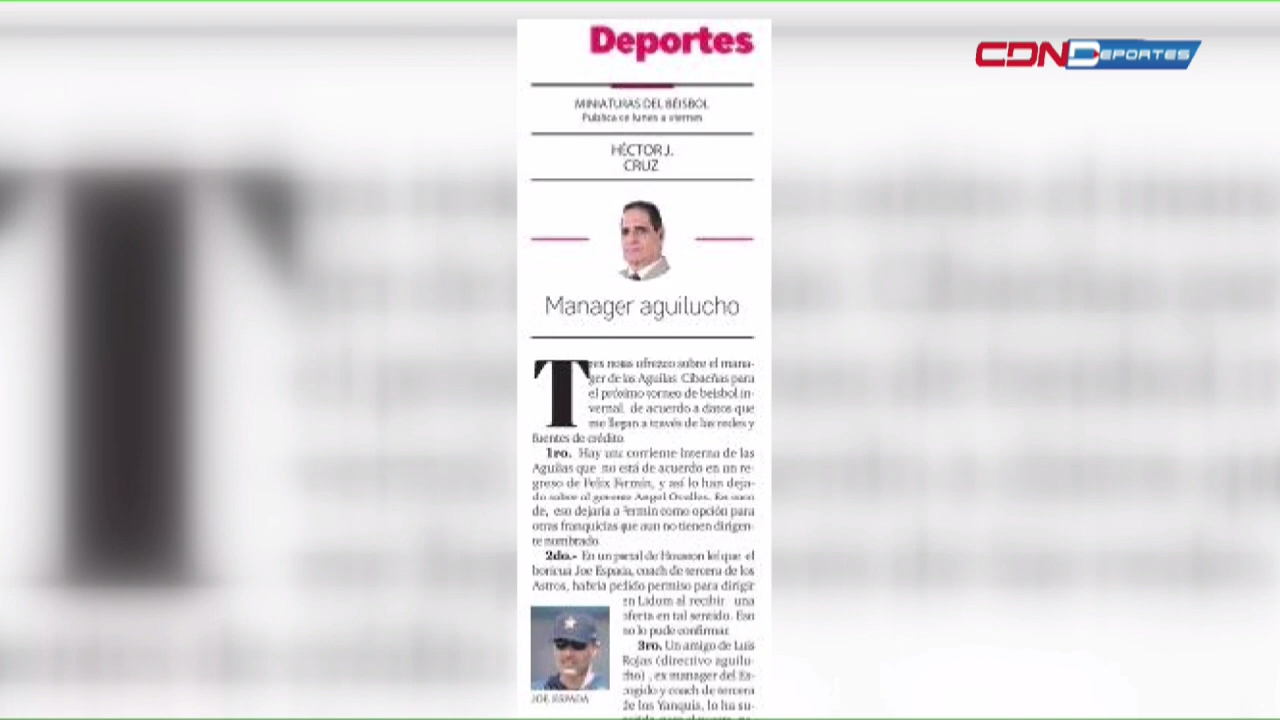 Deportes
CDN DEPORTES
MINIATURAS DEL BÉISBOL
Publica de lunes a viernes
HÉCTOR J.
CRUZ
Manager aguilucho
Tres notas ofrezco sobre el mana-
ger de las Aguilas Cibaeñas para
el próximo torneo de beisbol in-
vernal, de acuerdo a datos que
me llegan a través de las redes y
fuentes de crédito.
1ro. Hay una corriente interna de las
Aguilas que no está de acuerdo en un re-
greso de Felix Fermín, y así lo han deja-
do saber al gerente Angel Ovalles. En caso
de, eso dejaría a Fermin como opción para
otras franquicias que aun no tienen dirigen-
te nombrado.
2do.- En un portal de Houston leí que el
boricua Joe Espada, coach de tercera de los
Astros, habría pedido permiso para dirigir
en Lidom al recibir una
oferta en tal sentido. Eso
no lo pude confirmar.
3ro. Un amigo de Luis
Rojas (directivo aguilu-
cho), ex manager del Es-
cogido y coach de tercera
de los Yanquis, lo ha su-
JOE ESPADA